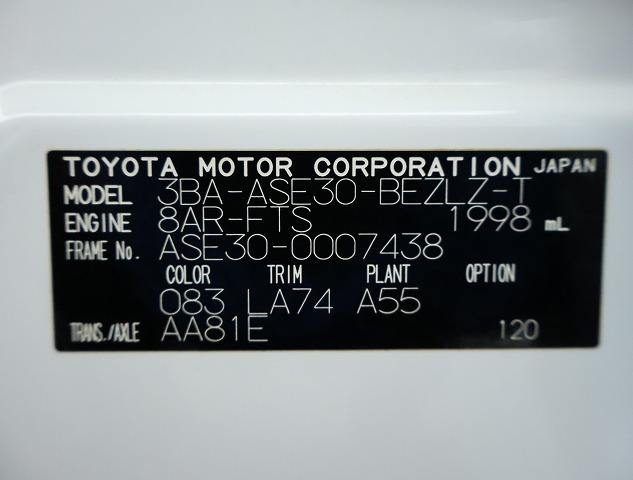 TOYOTA MOTOR CORPORATION JAPAN
MODEL 3BA-ASE30-BEZLZ-T
ENGINE 8AR-FTS 1998 mL
FRAME No. ASE30-0007438
COLOR TRIM PLANT OPTION
083 LA74 A55
TRANS./AXLE AA81E 120